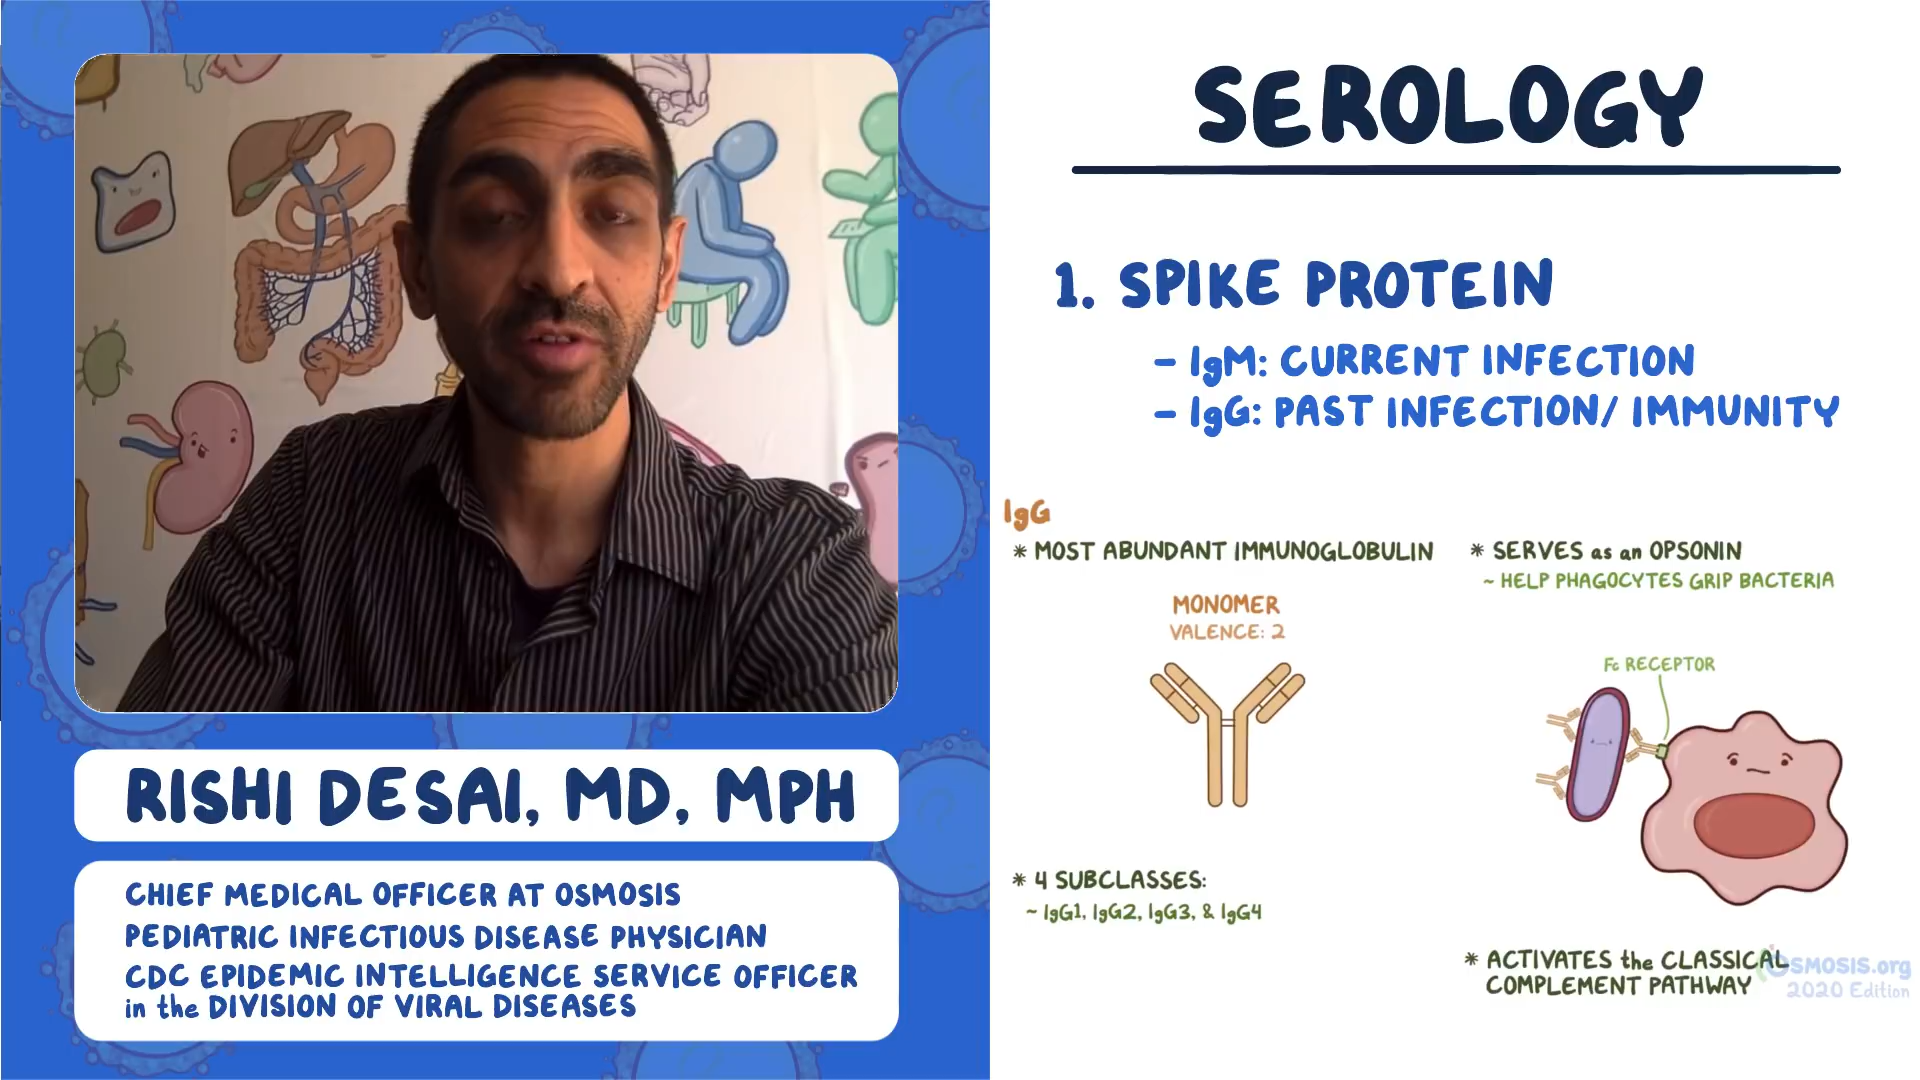 SEROLOGY
1. SPIKE PROTEIN
- IgM: CURRENT INFECTION
- IgG: PAST INFECTION/ IMMUNITY
IgG
* MOST ABUNDANT IMMUNOGLOBULIN
MONOMER
VALENCE: 2
* 4 SUBCLASSES:
~ IgG1, IgG2, IgG3, & IgG4
* SERVES as an OPSONIN
~ HELP PHAGOCYTES GRIP BACTERIA
Fc RECEPTOR
* ACTIVATES the CLASSICAL
COMPLEMENT PATHWAY
OSMOSIS.org
2020 Edition
RISHI DESAI, MD, MPH
CHIEF MEDICAL OFFICER AT OSMOSIS
PEDIATRIC INFECTIOUS DISEASE PHYSICIAN
CDC EPIDEMIC INTELLIGENCE SERVICE OFFICER
in the DIVISION OF VIRAL DISEASES